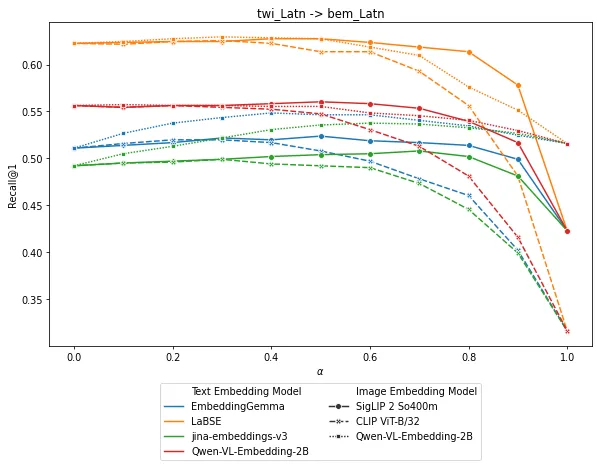 twi_Latn -> bem_Latn
Recall@1
0.60
0.55
0.50
0.45
0.40
0.35
0.0 0.2 0.4 0.6 0.8 1.0
α
Text Embedding Model Image Embedding Model
EmbeddingGemma SigLIP 2 So400m
LaBSE CLIP ViT-B/32
jina-embeddings-v3 Qwen-VL-Embedding-2B
Qwen-VL-Embedding-2B